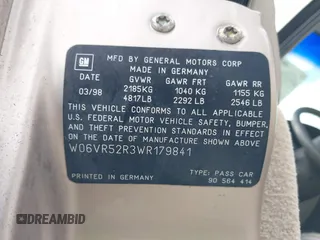 GM
MFD BY GENERAL MOTORS CORP
MADE IN GERMANY
DATE GVWR GAWR FRT GAWR RR
03/98 2185KG 1040 KG 1155 KG
4817LB 2292 LB 2546 LB
THIS VEHICLE CONFORMS TO ALL APPLICABLE
U.S. FEDERAL MOTOR VEHICLE SAFETY, BUMPER,
AND THEFT PREVENTION STANDARDS IN EFFECT
ON THE DATE OF MANUFACTURE SHOWN ABOVE.
W06VR52R3WR179841
TYPE: PASS CAR
PRINTED IN GERMANY 90 564 414
DREAMBID